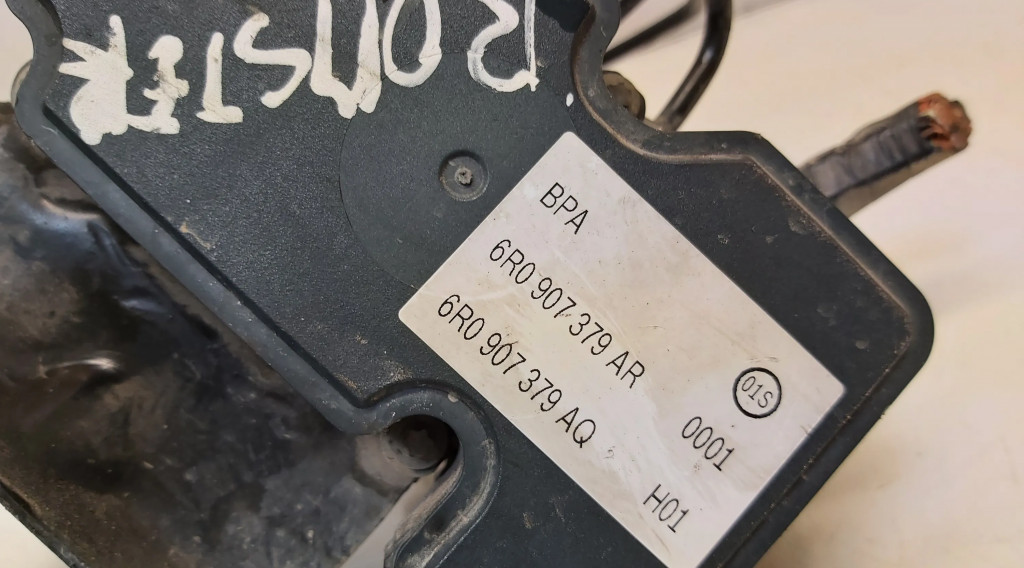 ROMSTER
BPA
6R0 907 379 AR
6R0 907 379 AQ
01S
0001
H01